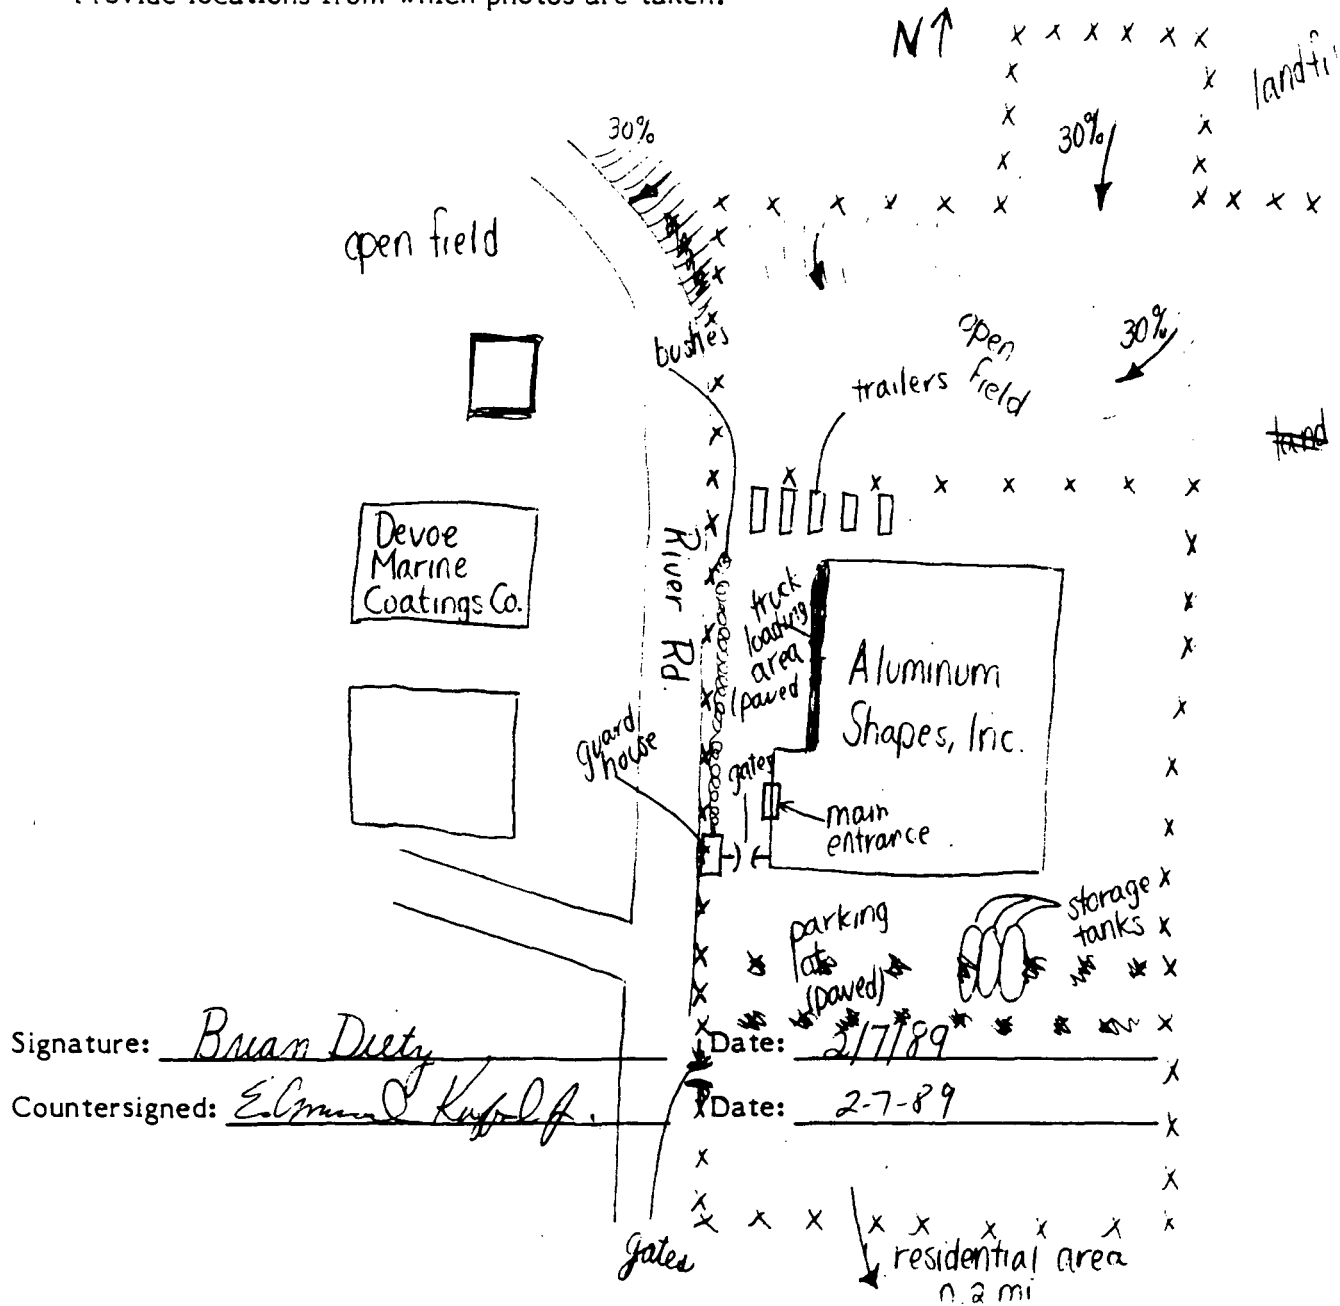 Provide locations from which photos are taken.
N
landfi
30%
30%
open field
30%
open
field
bushes
trailers
land
Devoe
Marine
Coatings Co.
River Rd.
truck
loading
area
(paved
Aluminum
Shapes, Inc.
guard
house
gates
main
entrance
storage
tanks
parking
lot
(paved)
Signature: Brian Dietz Date: 2/7/89
Countersigned: Date: 2-7-89
gates
residential area
0.2 mi